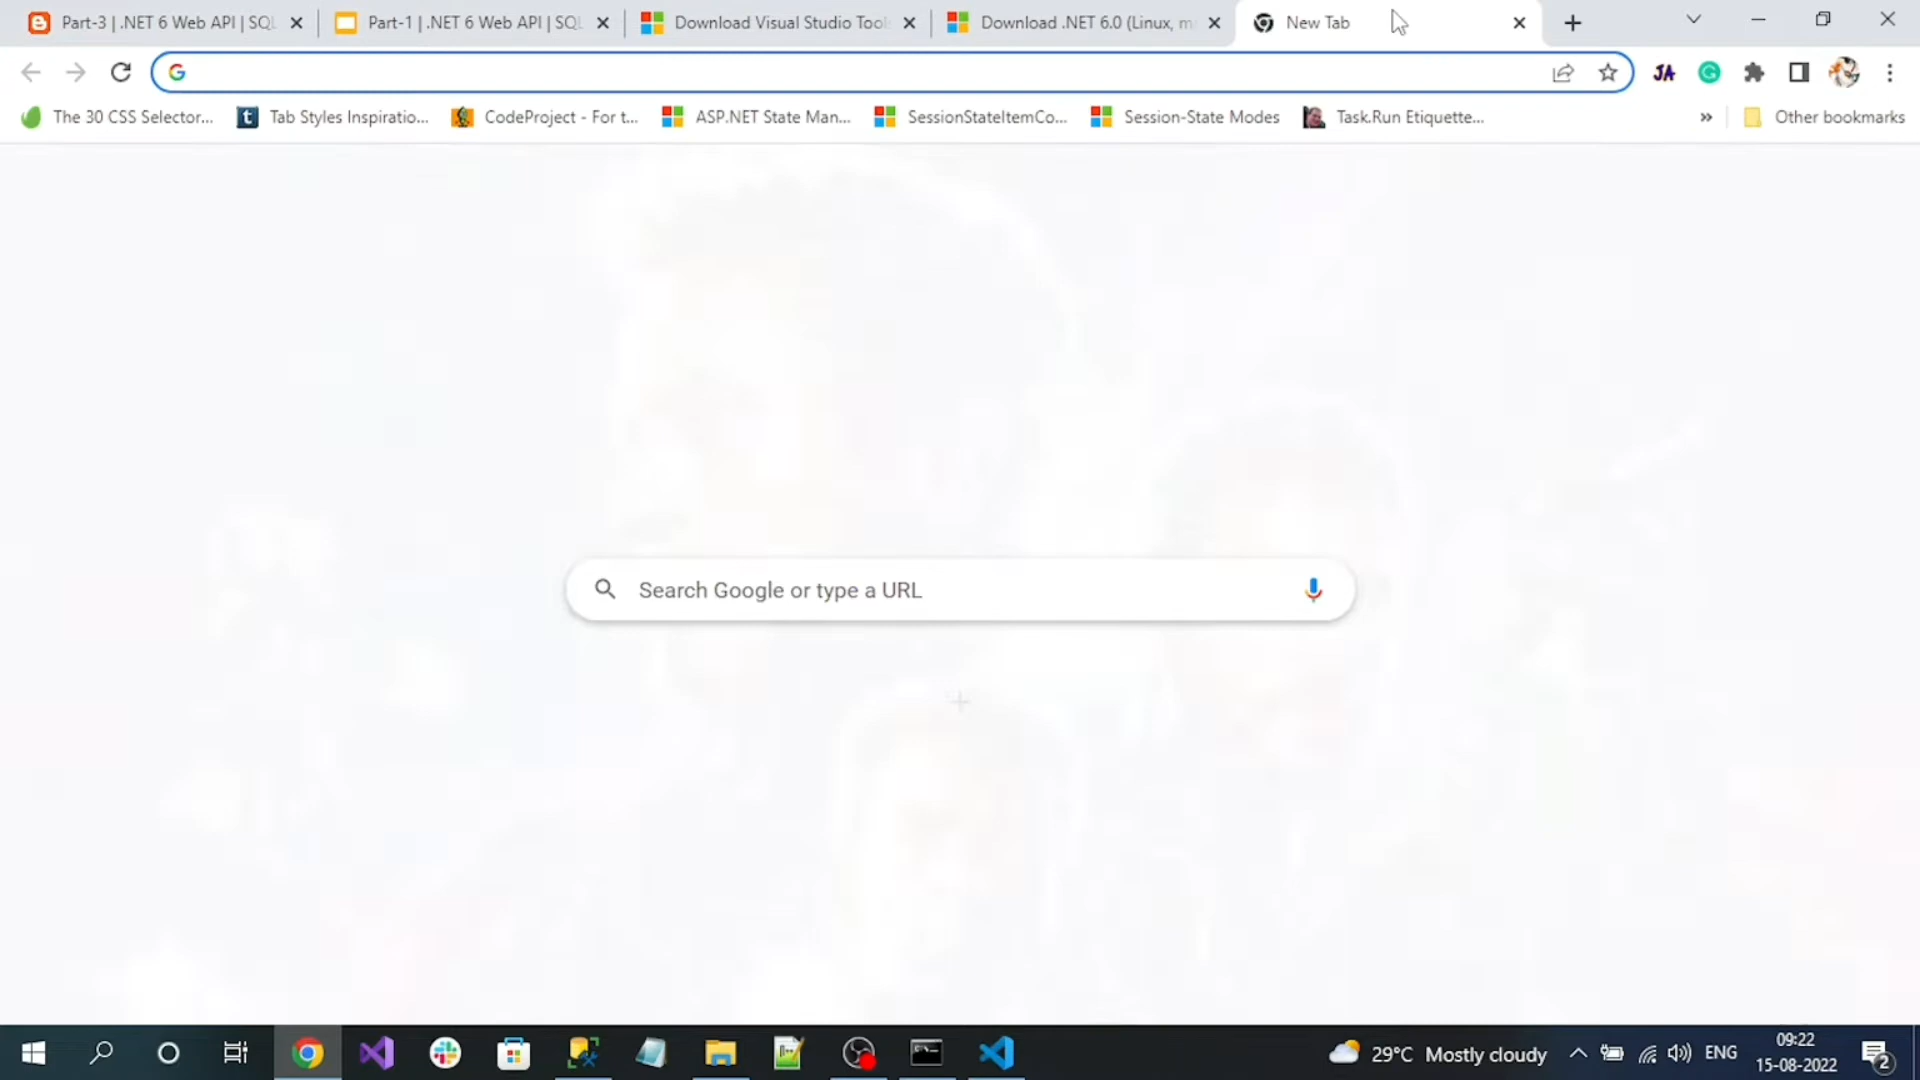 Part-3 | .NET 6 Web API | SQL
Part-1 | .NET 6 Web API | SQL
Download Visual Studio Tool
Download .NET 6.0 (Linux, m
New Tab
The 30 CSS Selector...
Tab Styles Inspiratio...
CodeProject - For t...
ASP.NET State Man...
SessionStateItemCo...
Session-State Modes
Task.Run Etiquette...
»
Other bookmarks
Search Google or type a URL
29°C Mostly cloudy
ENG
09:22
15-08-2022
2